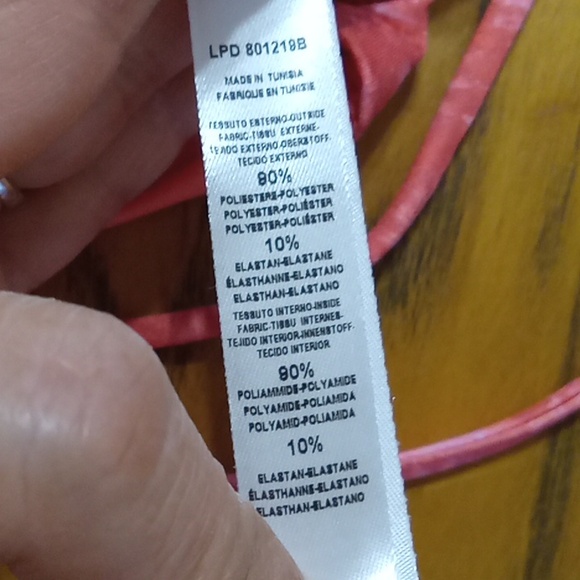 LPD 801219B
MADE IN TUNISIA
FABRIQUE EN TUNISIE
TESSUTO ESTERNO-OUTSIDE
FABRIC-TISSU EXTERNE-
TEJIDO EXTERNO-OBERSTOFF-
TECIDO EXTERNO
90%
POLIESTERE-POLYESTER
POLYESTER-POLIÉSTER
POLYESTER-POLIÉSTER
10%
ELASTAN-ELASTANE
ÉLASTHANNE-ELASTANO
ELASTHAN-ELASTANO
TESSUTO INTERNO-INSIDE
FABRIC-TISSU INTERNES-
TEJIDO INTERIOR-INNENSTOFF-
TECIDO INTERIOR
90%
POLIAMMIDE-POLYAMIDE
POLYAMIDE-POLIAMIDA
POLYAMID-POLIAMIDA
10%
ELASTAN-ELASTANE
ÉLASTHANNE-ELASTANO
ELASTHAN-ELASTANO